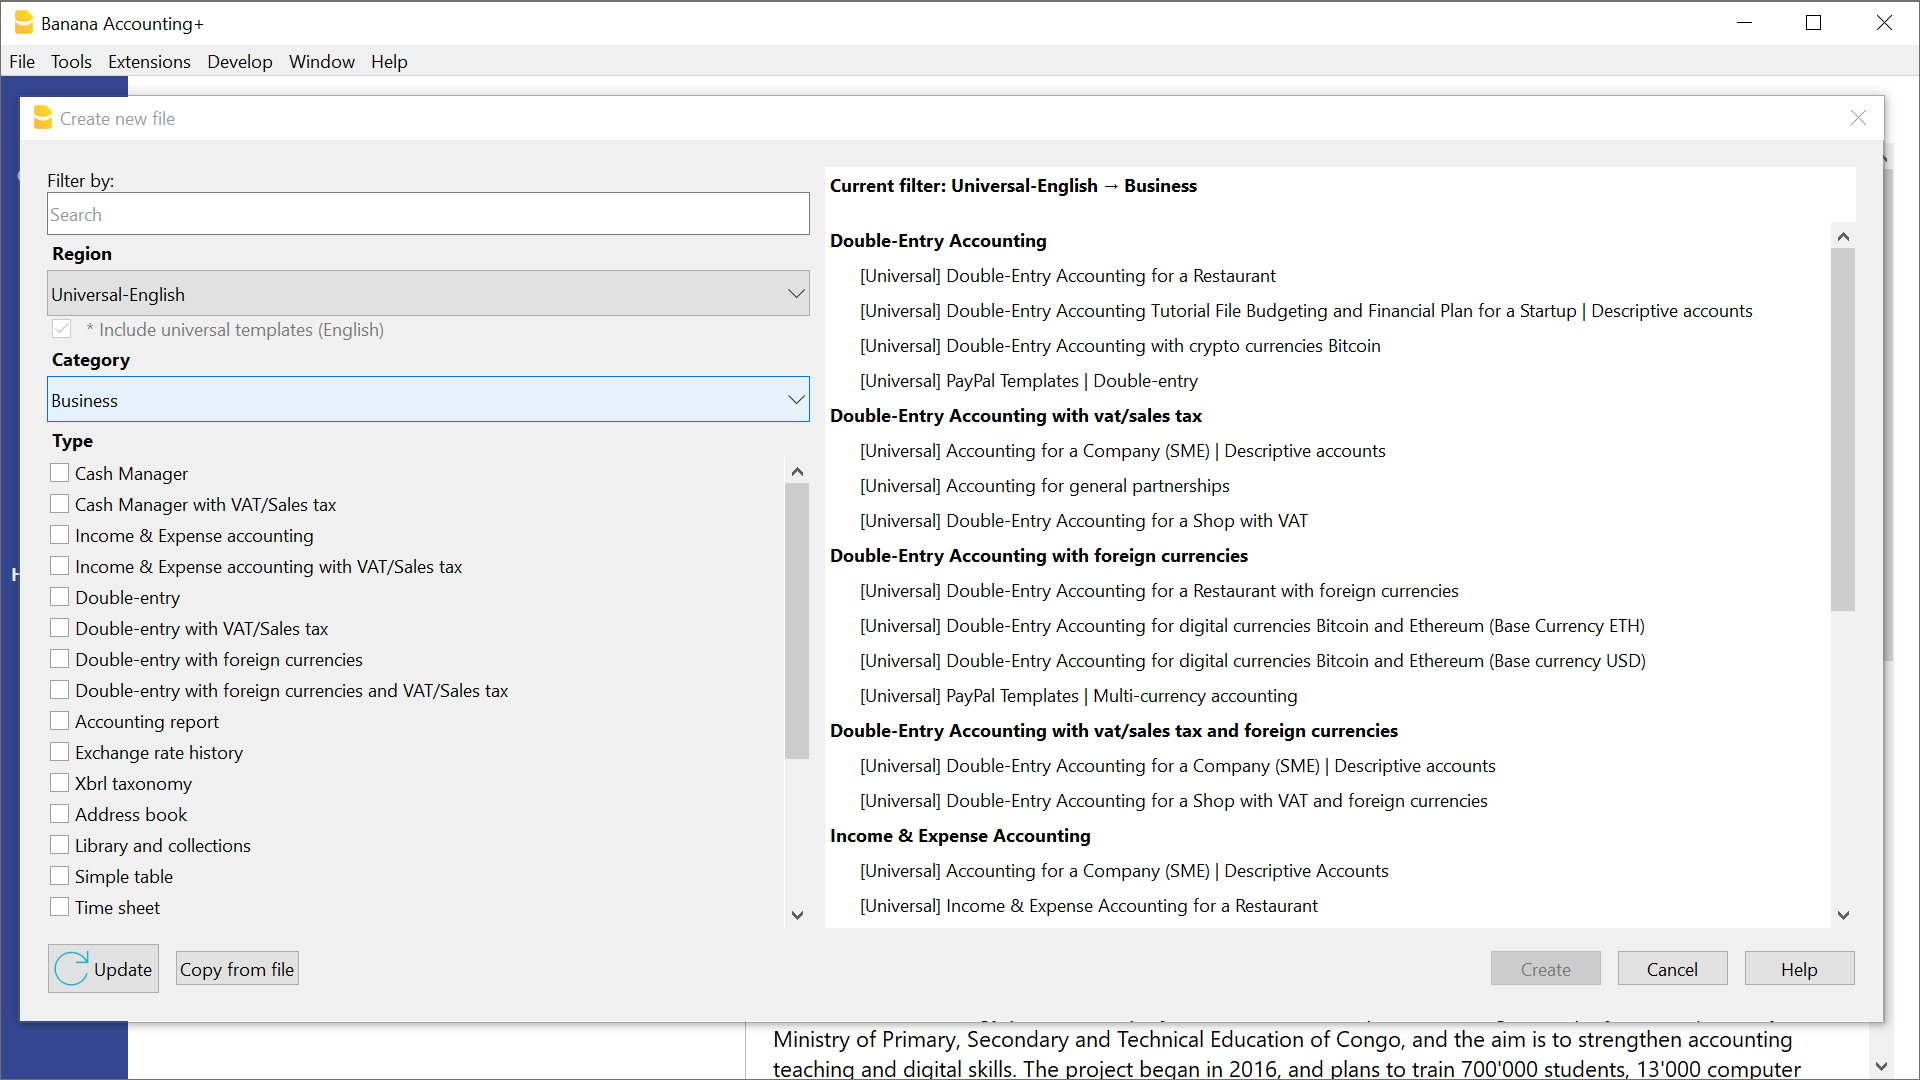 Banana Accounting+
File Tools Extensions Develop Window Help
Create new file
Filter by:
Search
Region
Universal-English
* Include universal templates (English)
Category
Business
Type
Cash Manager
Cash Manager with VAT/Sales tax
Income & Expense accounting
Income & Expense accounting with VAT/Sales tax
Double-entry
Double-entry with VAT/Sales tax
Double-entry with foreign currencies
Double-entry with foreign currencies and VAT/Sales tax
Accounting report
Exchange rate history
Xbrl taxonomy
Address book
Library and collections
Simple table
Time sheet
Update
Copy from file
Current filter: Universal-English → Business
Double-Entry Accounting
[Universal] Double-Entry Accounting for a Restaurant
[Universal] Double-Entry Accounting Tutorial File Budgeting and Financial Plan for a Startup | Descriptive accounts
[Universal] Double-Entry Accounting with crypto currencies Bitcoin
[Universal] PayPal Templates | Double-entry
Double-Entry Accounting with vat/sales tax
[Universal] Accounting for a Company (SME) | Descriptive accounts
[Universal] Accounting for general partnerships
[Universal] Double-Entry Accounting for a Shop with VAT
Double-Entry Accounting with foreign currencies
[Universal] Double-Entry Accounting for a Restaurant with foreign currencies
[Universal] Double-Entry Accounting for digital currencies Bitcoin and Ethereum (Base Currency ETH)
[Universal] Double-Entry Accounting for digital currencies Bitcoin and Ethereum (Base currency USD)
[Universal] PayPal Templates | Multi-currency accounting
Double-Entry Accounting with vat/sales tax and foreign currencies
[Universal] Double-Entry Accounting for a Company (SME) | Descriptive accounts
[Universal] Double-Entry Accounting for a Shop with VAT and foreign currencies
Income & Expense Accounting
[Universal] Accounting for a Company (SME) | Descriptive Accounts
[Universal] Income & Expense Accounting for a Restaurant
Create
Cancel
Help
Ministry of Primary, Secondary and Technical Education of Congo, and the aim is to strengthen accounting
teaching and digital skills. The project began in 2016, and plans to train 700'000 students, 13'000 computer